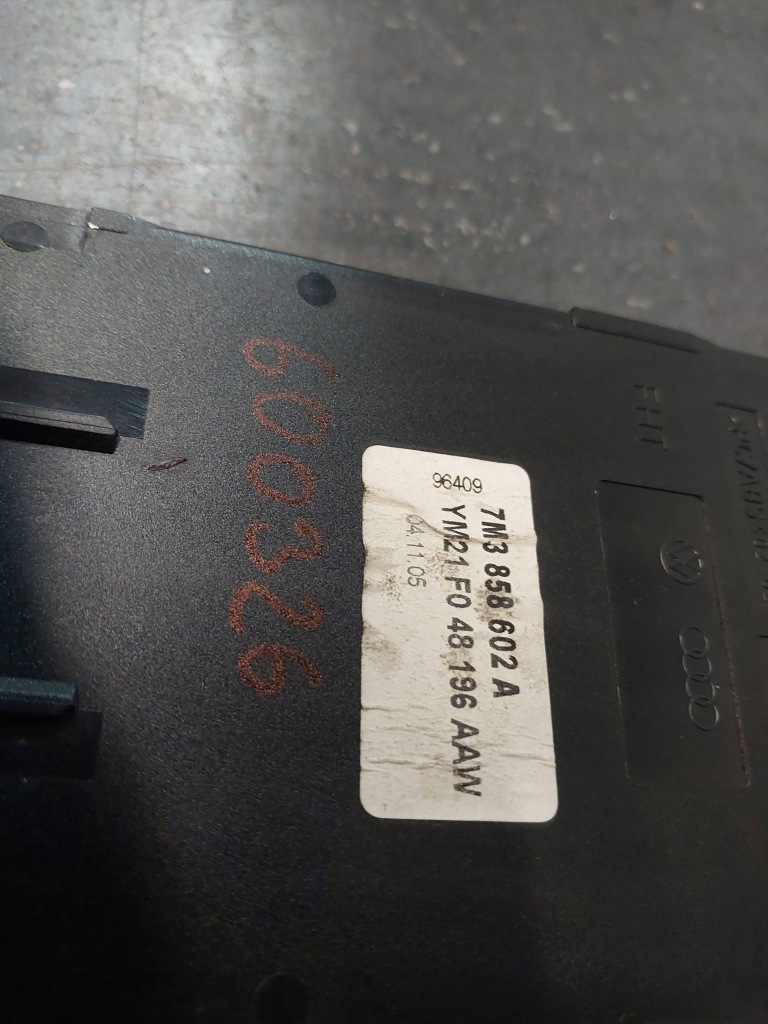 FHT
7M3 858 602 A
YM21 F0 48 196 AAW
96409
04.11.05
600326